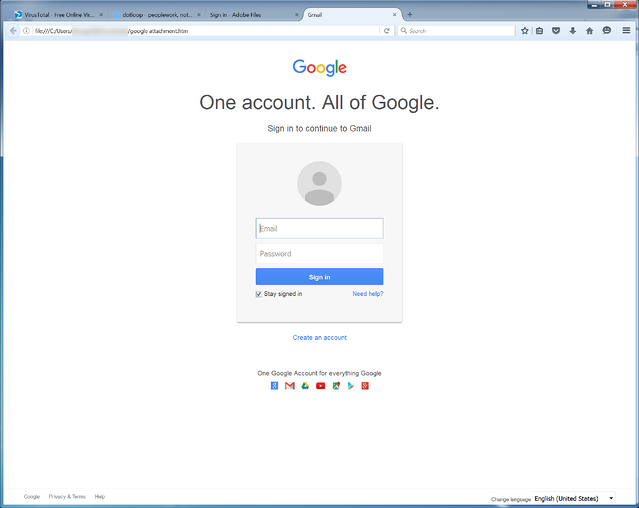 VirusTotal - Free Online Vir...
dotloop - peoplework, not...
Sign in - Adobe Files
Gmail
file:///C:/Users/ /google attachment.htm
Search
Google
One account. All of Google.
Sign in to continue to Gmail
Email
Password
Sign in
Stay signed in
Need help?
Create an account
One Google Account for everything Google
Google Privacy & Terms Help
Change language English (United States)